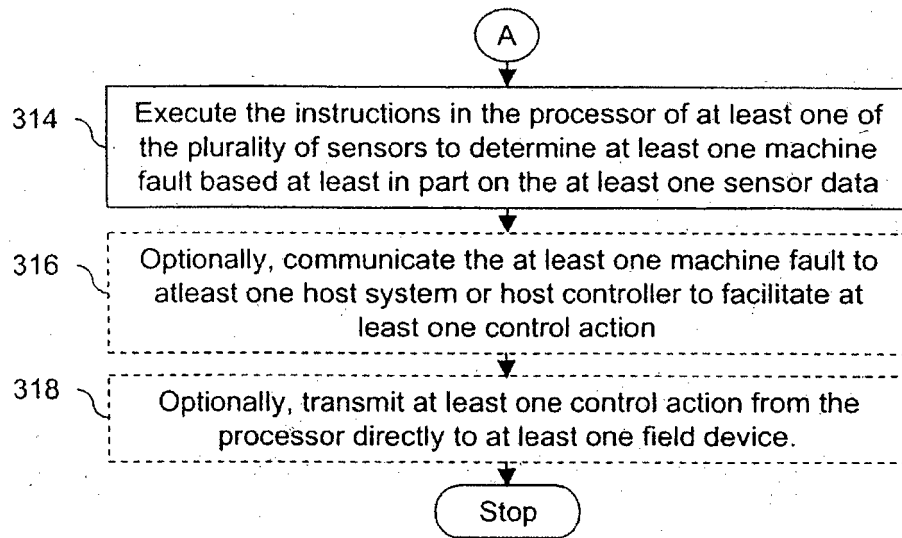 A
314
Execute the instructions in the processor of at least one of
the plurality of sensors to determine at least one machine
fault based at least in part on the at least one sensor data
316
Optionally, communicate the at least one machine fault to
atleast one host system or host controller to facilitate at
least one control action
318
Optionally, transmit at least one control action from the
processor directly to at least one field device.
Stop